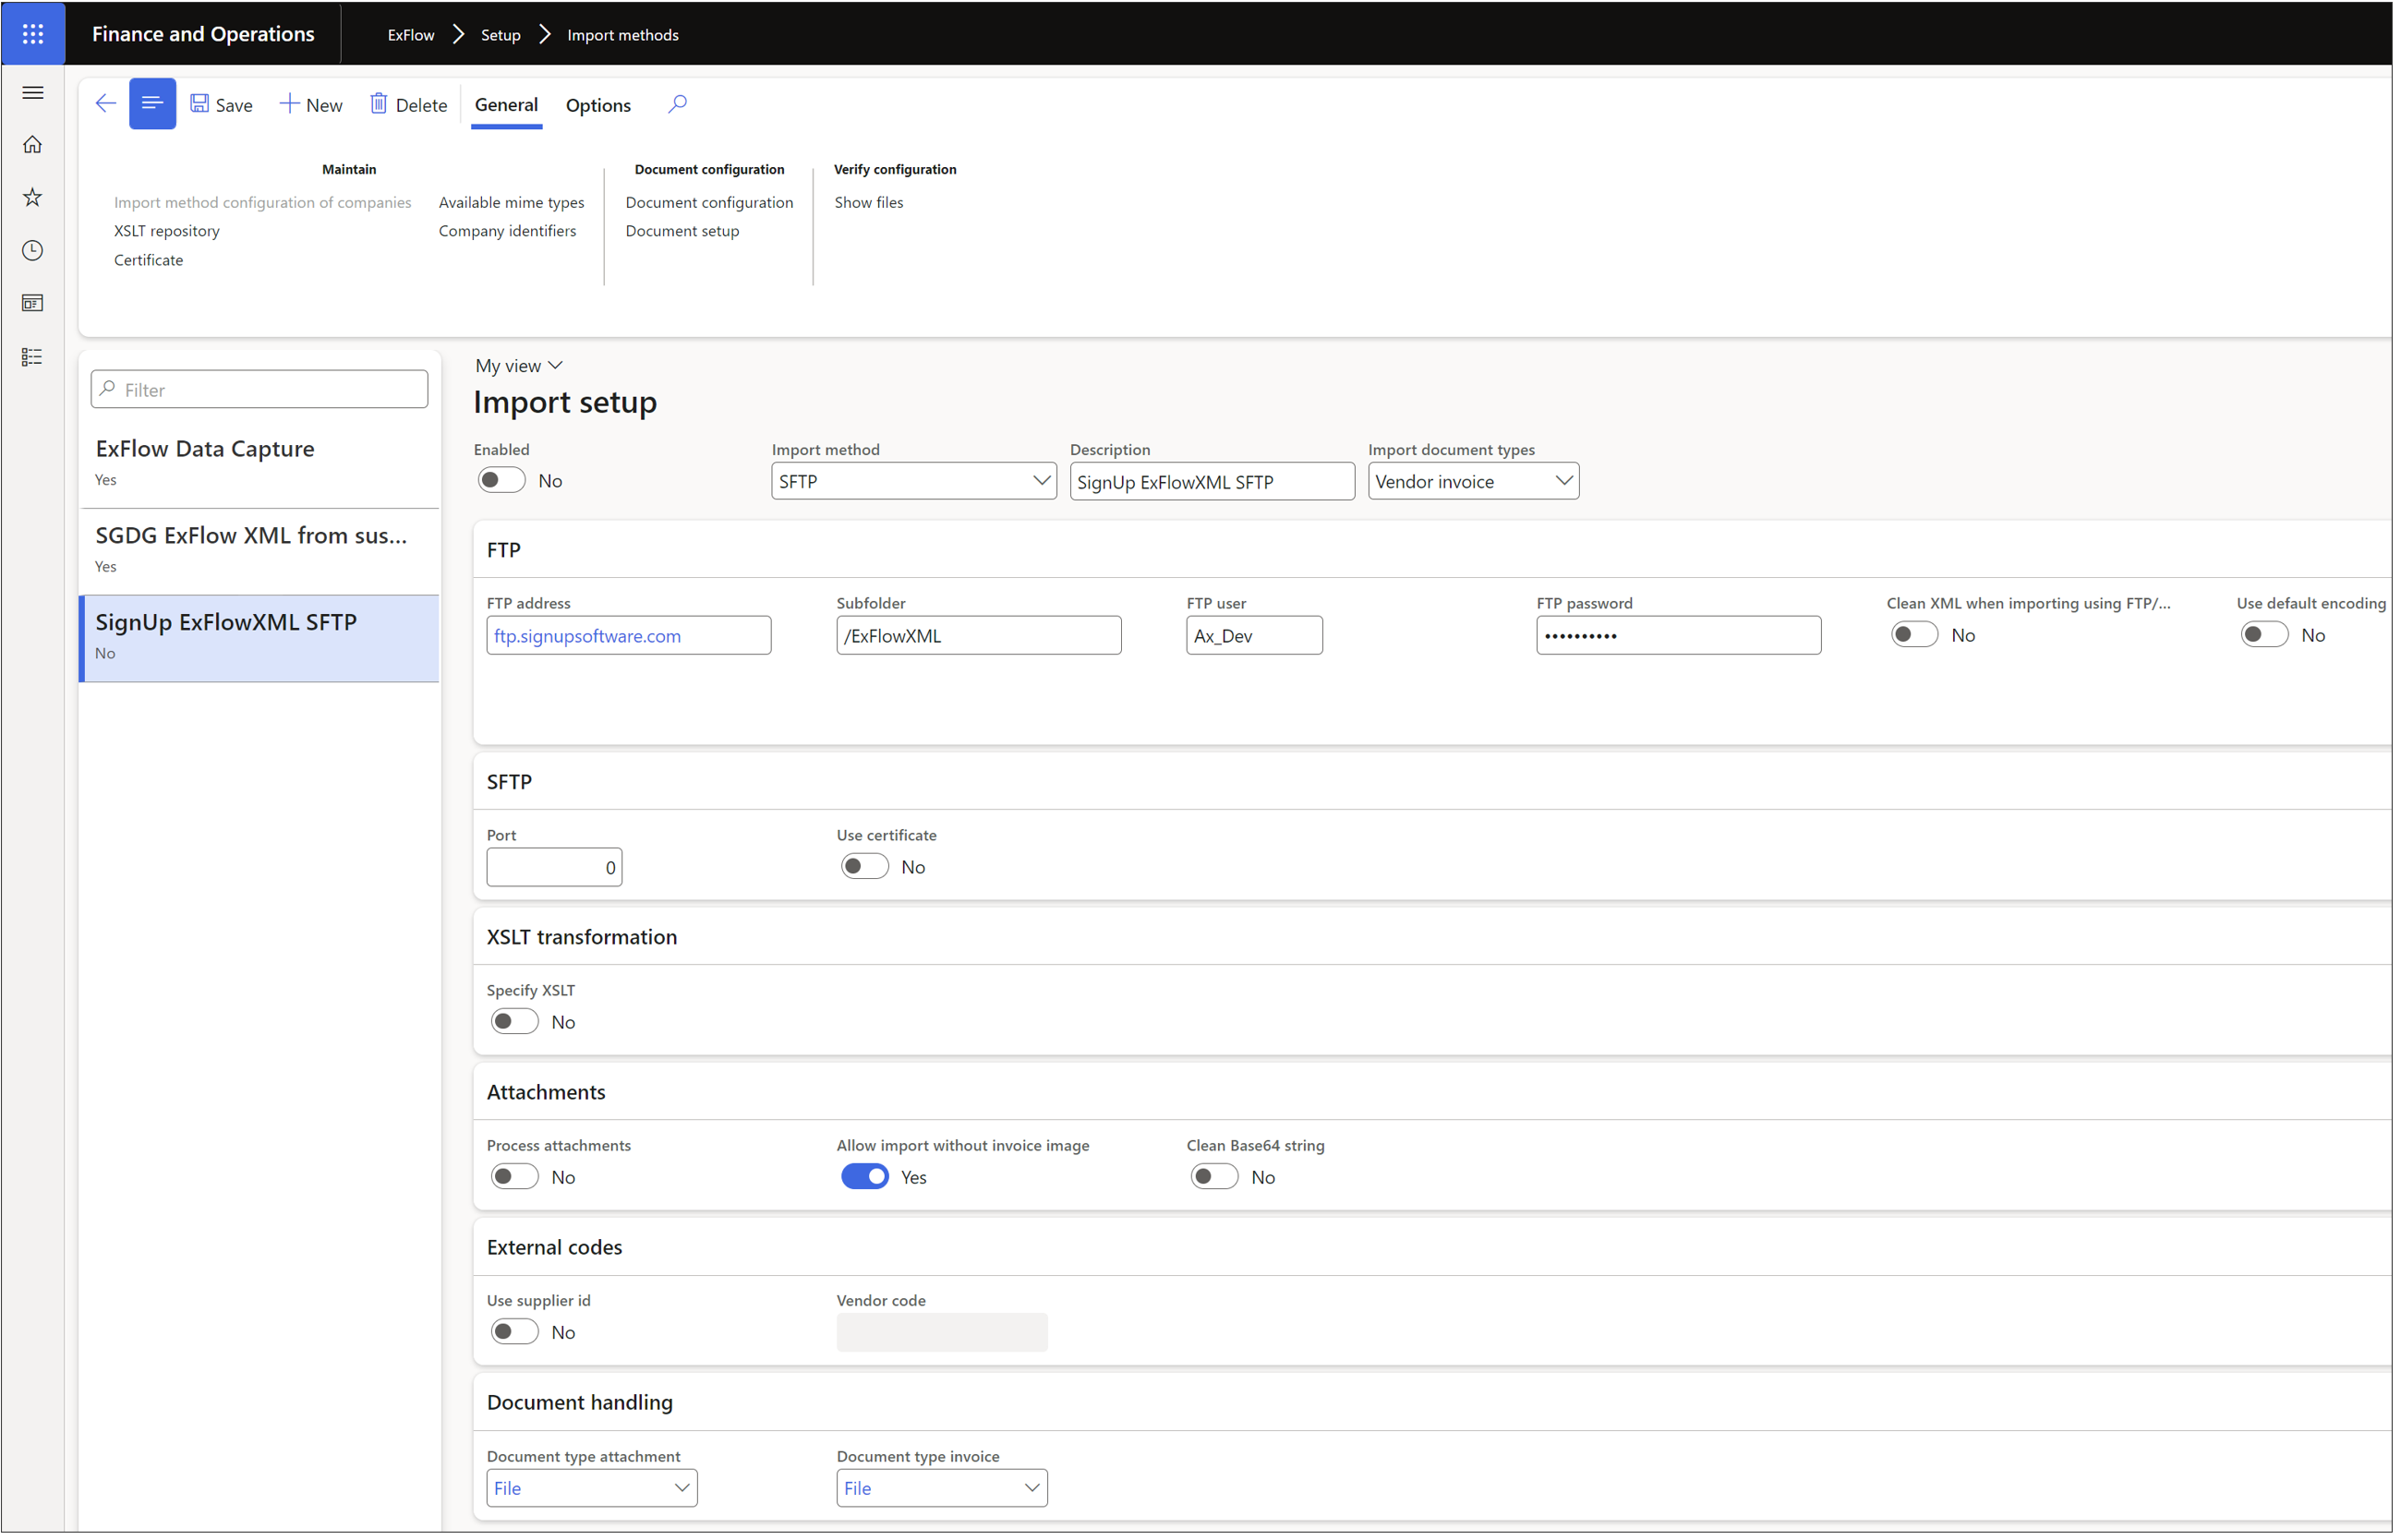 Finance and Operations
ExFlow
Setup
Import methods
Save
New
Delete
General
Options
Maintain
Import method configuration of companies
XSLT repository
Certificate
Available mime types
Company identifiers
Document configuration
Document configuration
Document setup
Verify configuration
Show files
Filter
ExFlow Data Capture
Yes
SGDG ExFlow XML from sus...
Yes
SignUp ExFlowXML SFTP
No
My view
Import setup
Enabled
No
Import method
SFTP
Description
SignUp ExFlowXML SFTP
Import document types
Vendor invoice
FTP
FTP address
ftp.signupsoftware.com
Subfolder
/ExFlowXML
FTP user
Ax_Dev
FTP password
••••••••••
Clean XML when importing using FTP/...
No
Use default encoding
No
SFTP
Port
0
Use certificate
No
XSLT transformation
Specify XSLT
No
Attachments
Process attachments
No
Allow import without invoice image
Yes
Clean Base64 string
No
External codes
Use supplier id
No
Vendor code
Document handling
Document type attachment
File
Document type invoice
File